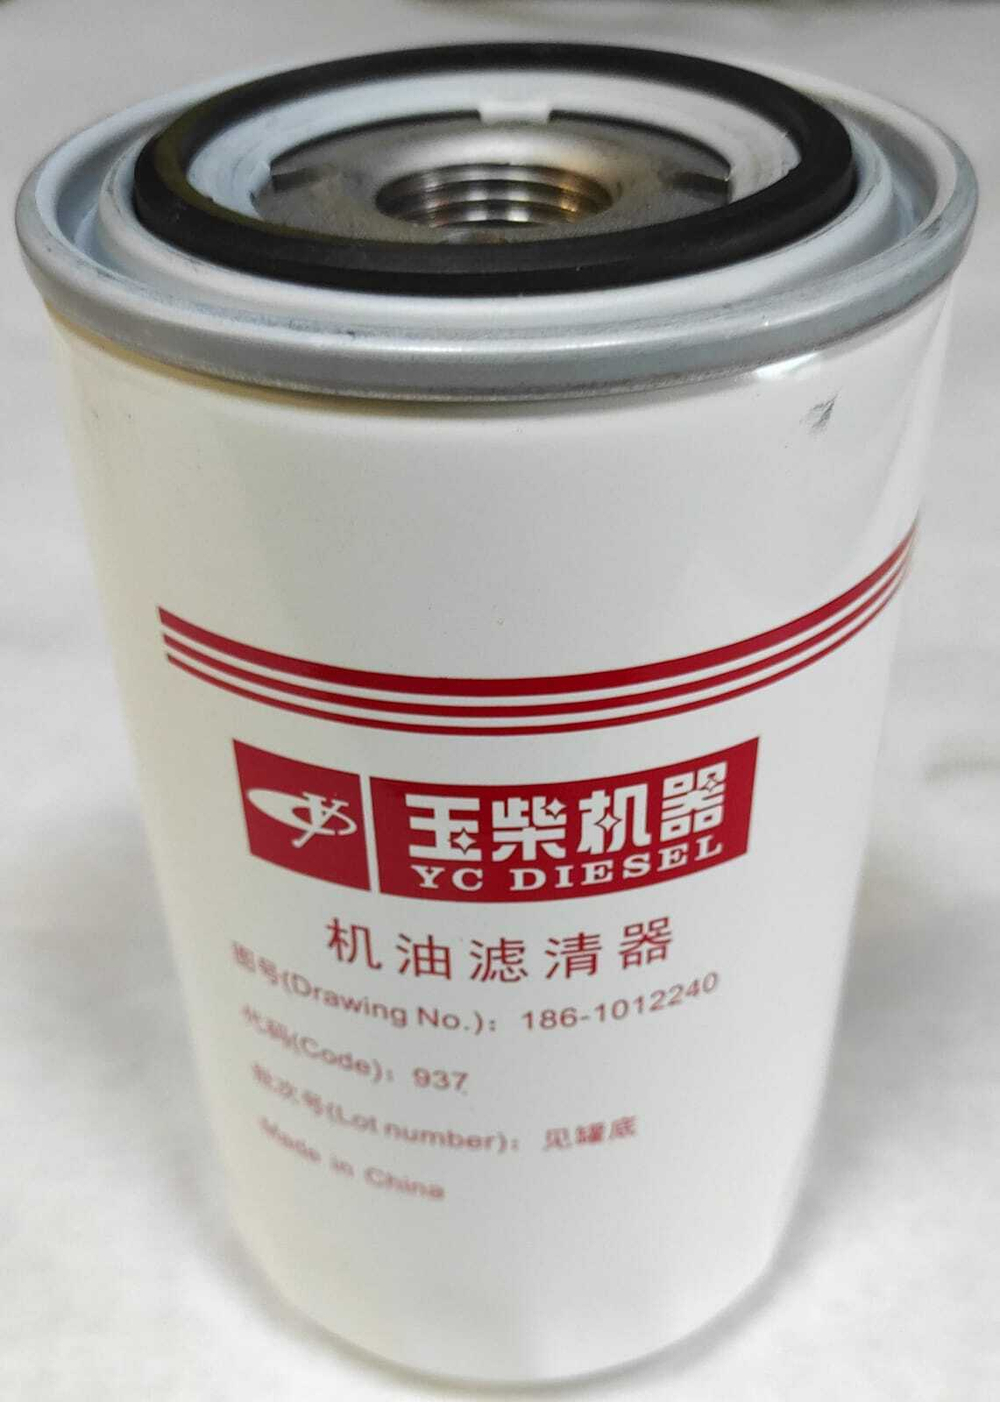 玉柴机器
YC DIESEL
机油滤清器
图号(Drawing No.): 186-1012240
代码(Code): 937
批次号(Lot number): 见罐底
Made in China